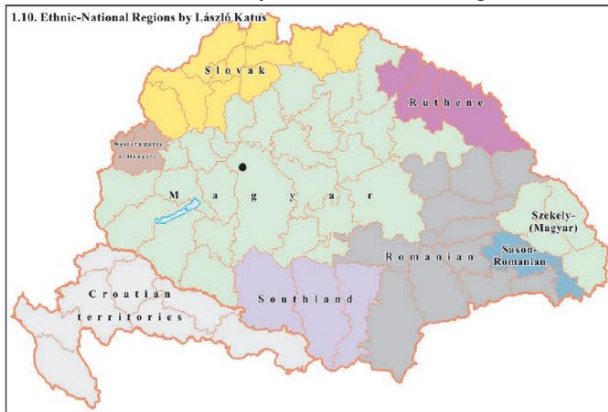 1.10. Ethnic-National Regions by László Katus
Slovak
Ruthene
Western parts
of Hungary
Magyar
Székely-
(Magyar)
Saxon-
Romanian
Romanian
Southland
Croatian
territories